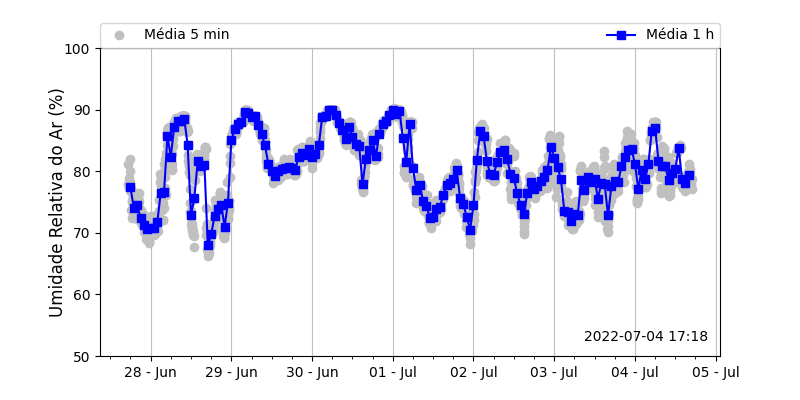 Média 5 min Média 1 h
Umidade Relativa do Ar (%)
100
90
80
70
60
50
2022-07-04 17:18
28 - Jun 29 - Jun 30 - Jun 01 - Jul 02 - Jul 03 - Jul 04 - Jul 05 - Jul